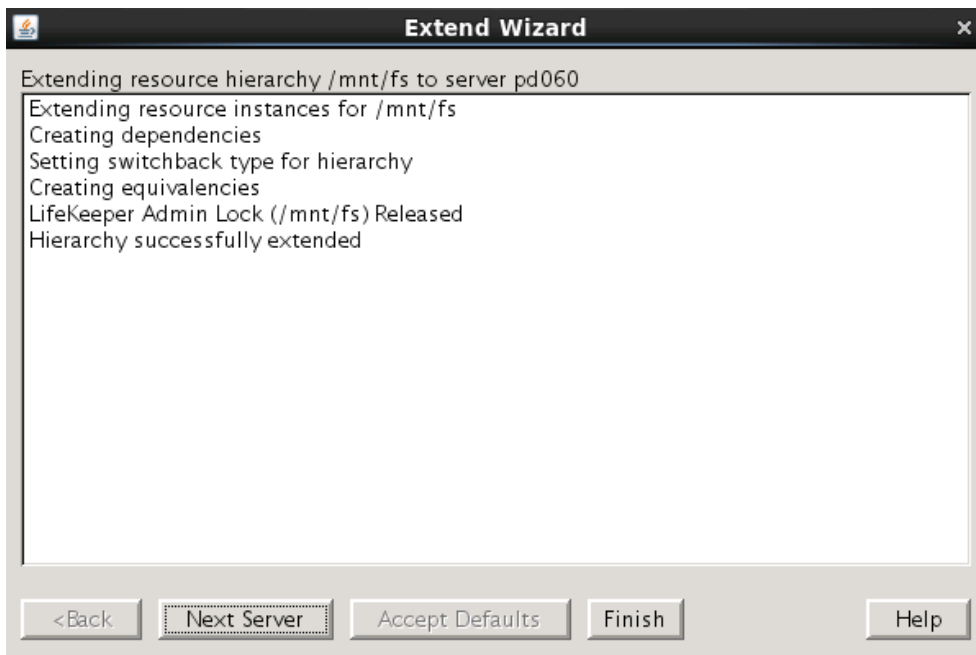 Extend Wizard
Extending resource hierarchy /mnt/fs to server pd060
Extending resource instances for /mnt/fs
Creating dependencies
Setting switchback type for hierarchy
Creating equivalencies
LifeKeeper Admin Lock (/mnt/fs) Released
Hierarchy successfully extended
<Back Next Server Accept Defaults Finish Help